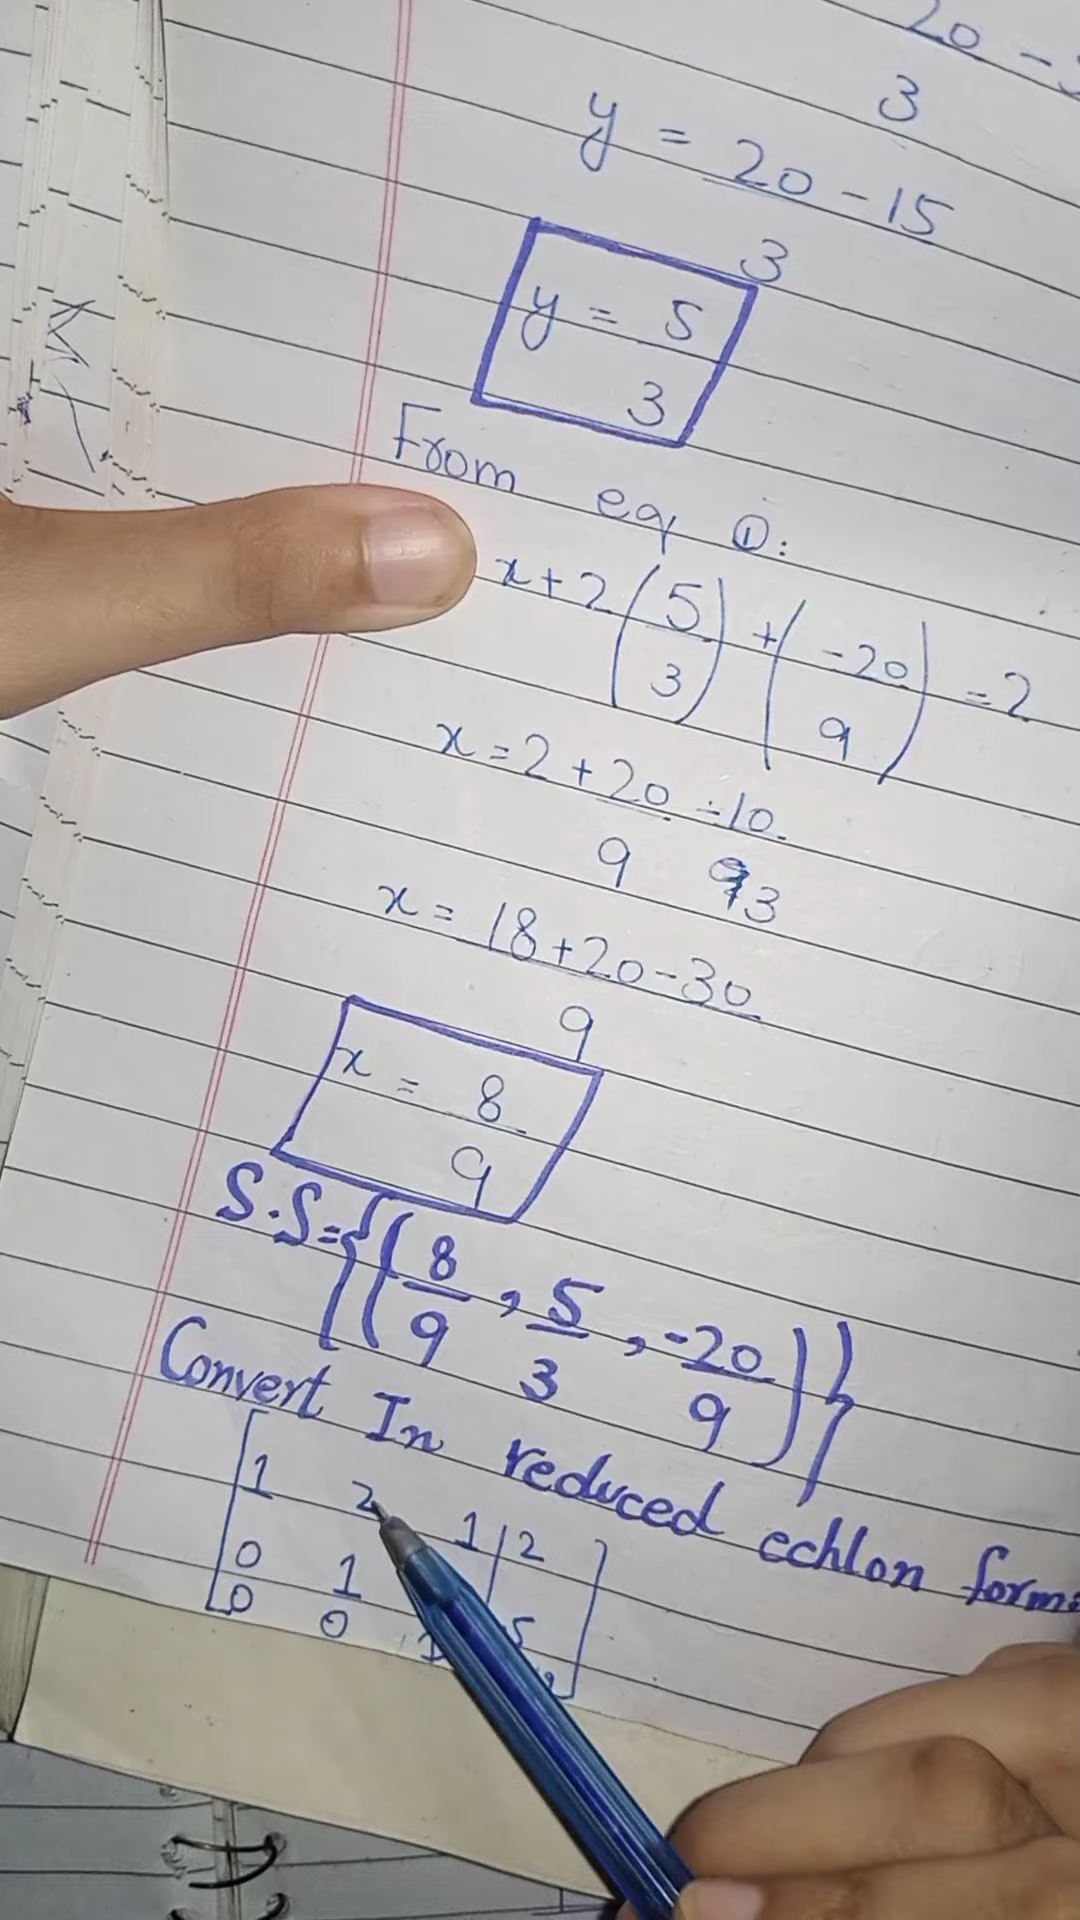 20 -
3
y = 20 - 15
3
y = 5
3
From eq ①:
x + 2 (5/3) + (-20/9) = 2
x = 2 + 20/9 - 10/3
x = 18 + 20 - 30
9
x = 8
9
S.S = {(8/9, 5/3, -20/9)}
Convert In reduced echlon form
1 2 1 | 2
0 1 5
0 0 1